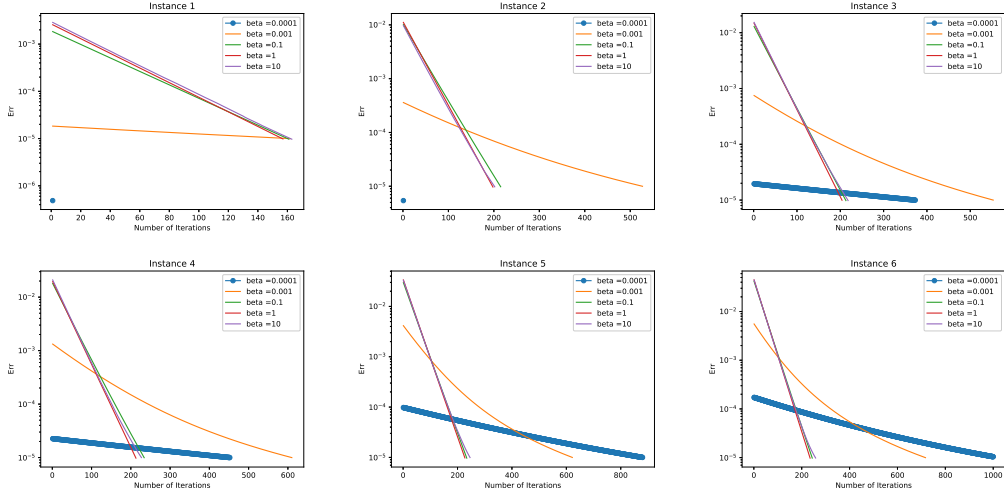 Instance 1
Err
10⁻³
10⁻⁴
10⁻⁵
10⁻⁶
beta =0.0001
beta =0.001
beta =0.1
beta =1
beta =10
0 20 40 60 80 100 120 140 160
Number of Iterations
Instance 2
Err
10⁻²
10⁻³
10⁻⁴
10⁻⁵
beta =0.0001
beta =0.001
beta =0.1
beta =1
beta =10
0 100 200 300 400 500
Number of Iterations
Instance 3
Err
10⁻²
10⁻³
10⁻⁴
10⁻⁵
beta =0.0001
beta =0.001
beta =0.1
beta =1
beta =10
0 100 200 300 400 500
Number of Iterations
Instance 4
Err
10⁻²
10⁻³
10⁻⁴
10⁻⁵
beta =0.0001
beta =0.001
beta =0.1
beta =1
beta =10
0 100 200 300 400 500 600
Number of Iterations
Instance 5
Err
10⁻²
10⁻³
10⁻⁴
10⁻⁵
beta =0.0001
beta =0.001
beta =0.1
beta =1
beta =10
0 200 400 600 800
Number of Iterations
Instance 6
Err
10⁻²
10⁻³
10⁻⁴
10⁻⁵
beta =0.0001
beta =0.001
beta =0.1
beta =1
beta =10
0 200 400 600 800 1000
Number of Iterations